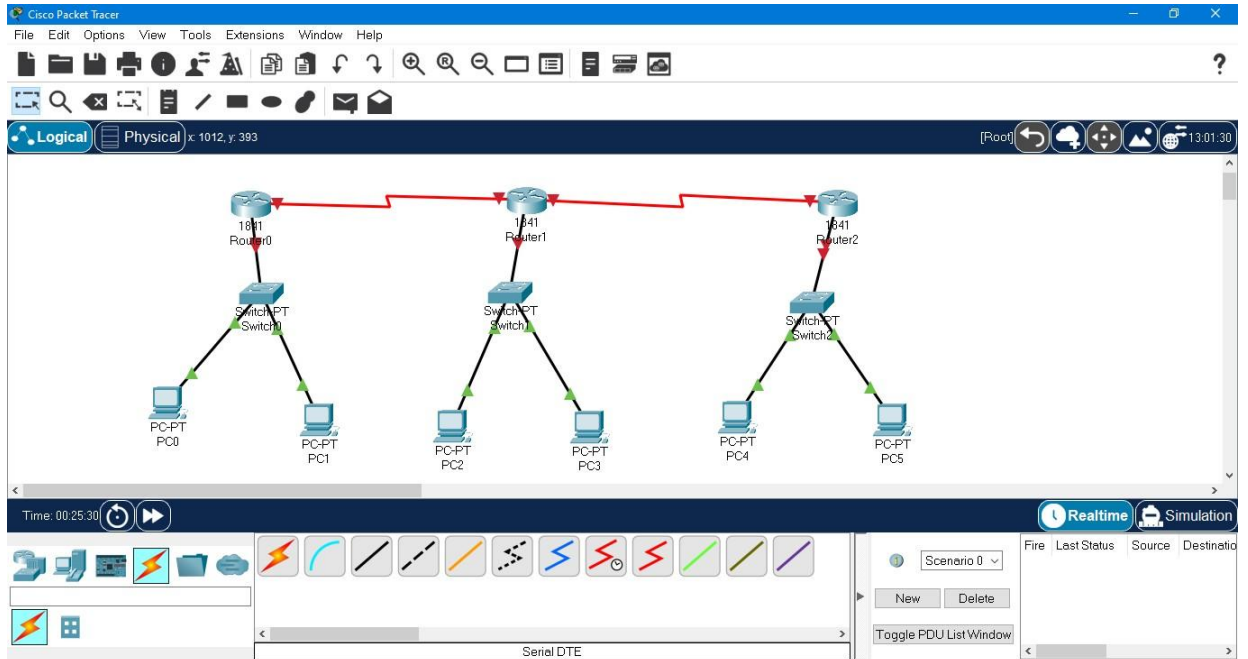 Cisco Packet Tracer
File Edit Options View Tools Extensions Window Help
R
?
Logical Physical x: 1012, y: 393 [Root] 13:01:30
1841
Router0
1841
Router1
1841
Router2
Switch-PT
Switch0
Switch-PT
Switch1
Switch-PT
Switch2
PC-PT
PC0
PC-PT
PC1
PC-PT
PC2
PC-PT
PC3
PC-PT
PC4
PC-PT
PC5
Time: 00:25:30 Realtime Simulation
Scenario 0
New Delete
Toggle PDU List Window
Fire Last Status Source Destinatio
Serial DTE